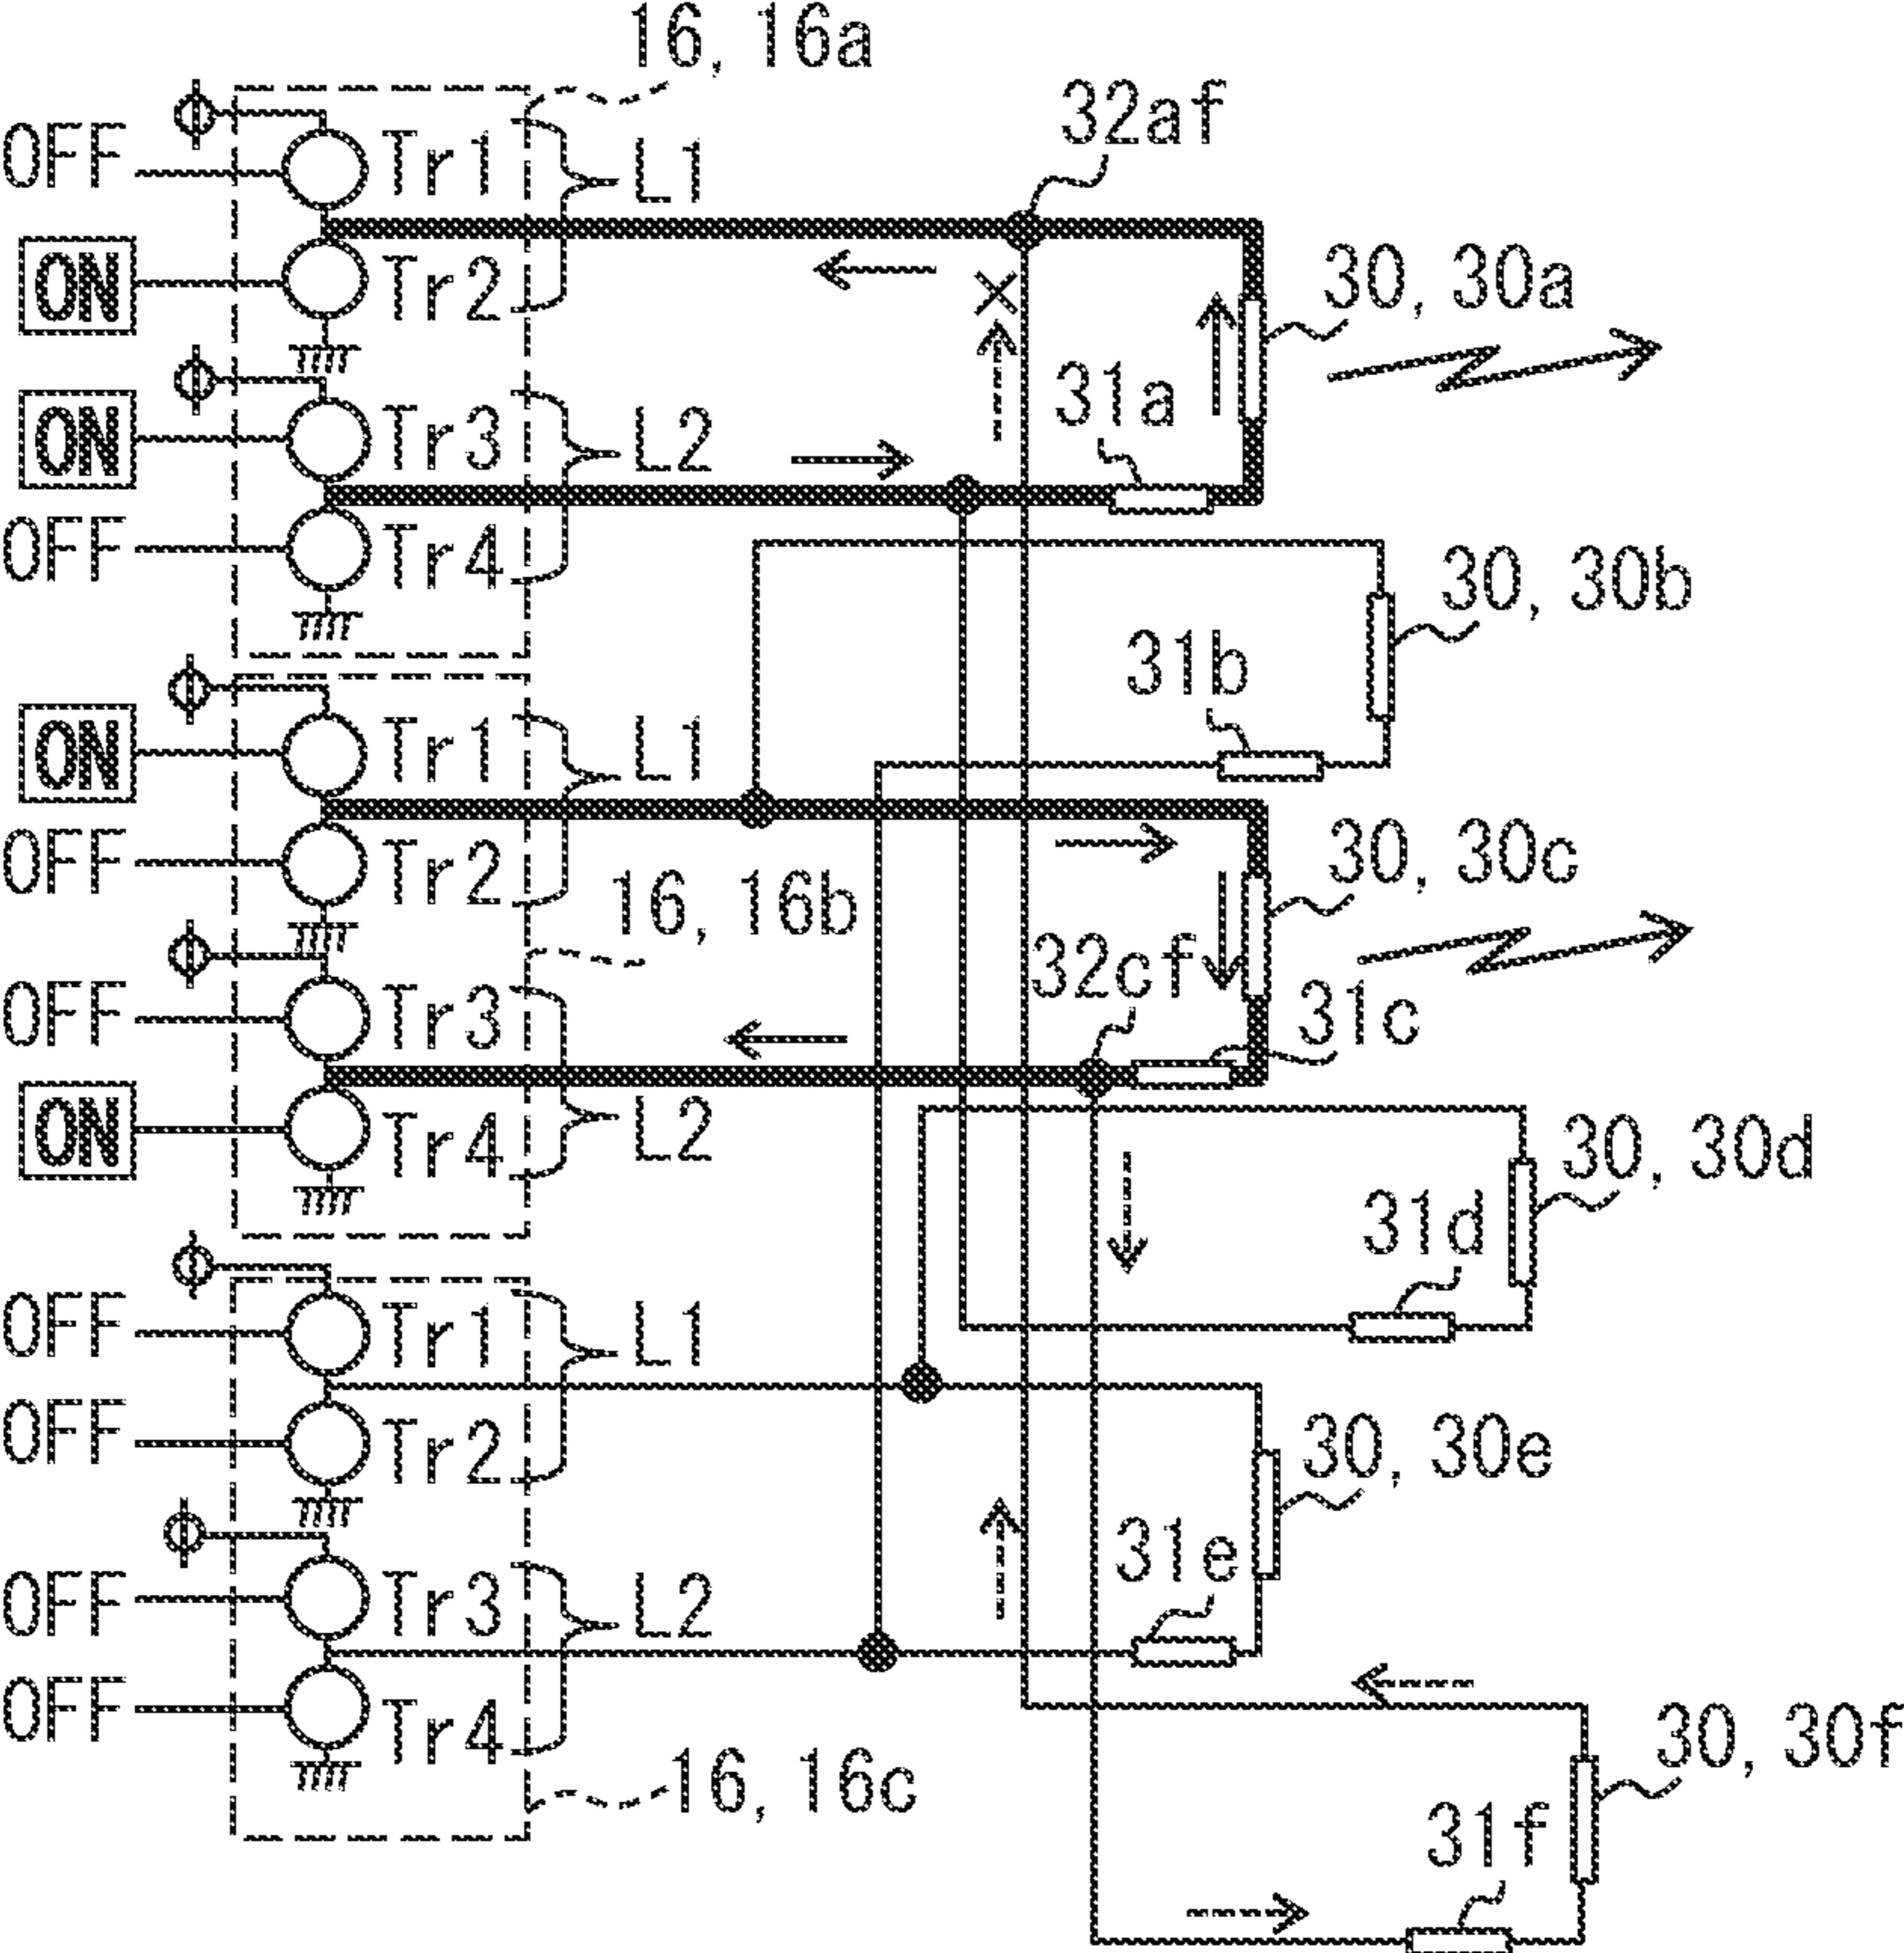 16, 16a
32af
OFF
Tr1
L1
ON
Tr2
30, 30a
31a
ON
Tr3
L2
OFF
Tr4
30, 30b
31b
ON
Tr1
L1
OFF
Tr2
30, 30c
16, 16b
32cf
OFF
Tr3
31c
ON
Tr4
L2
30, 30d
31d
OFF
Tr1
L1
OFF
Tr2
30, 30e
31e
OFF
Tr3
L2
OFF
Tr4
30, 30f
16, 16c
31f